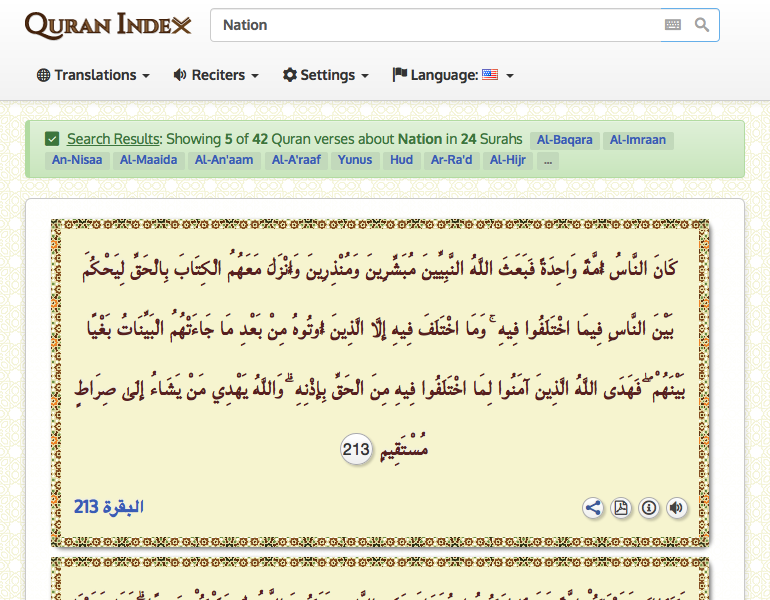 QURAN INDEX
Nation
Translations
Reciters
Settings
Language:
Search Results: Showing 5 of 42 Quran verses about Nation in 24 Surahs Al-Baqara Al-Imraan
An-Nisaa Al-Maaida Al-An'aam Al-A'raaf Yunus Hud Ar-Ra'd Al-Hijr ...
كَانَ النَّاسُ أُمَّةً وَاحِدَةً فَبَعَثَ اللَّهُ النَّبِيِّينَ مُبَشِّرِينَ وَمُنْذِرِينَ وَأَنْزَلَ مَعَهُمُ الْكِتَابَ بِالْحَقِّ لِيَحْكُمَ
بَيْنَ النَّاسِ فِيمَا اخْتَلَفُوا فِيهِ ۚ وَمَا اخْتَلَفَ فِيهِ إِلَّا الَّذِينَ أُوتُوهُ مِنْ بَعْدِ مَا جَاءَتْهُمُ الْبَيِّنَاتُ بَغْيًا
بَيْنَهُمْ ۖ فَهَدَى اللَّهُ الَّذِينَ آمَنُوا لِمَا اخْتَلَفُوا فِيهِ مِنَ الْحَقِّ بِإِذْنِهِ ۗ وَاللَّهُ يَهْدِي مَنْ يَشَاءُ إِلَىٰ صِرَاطٍ
مُسْتَقِيمٍ 213
البقرة 213